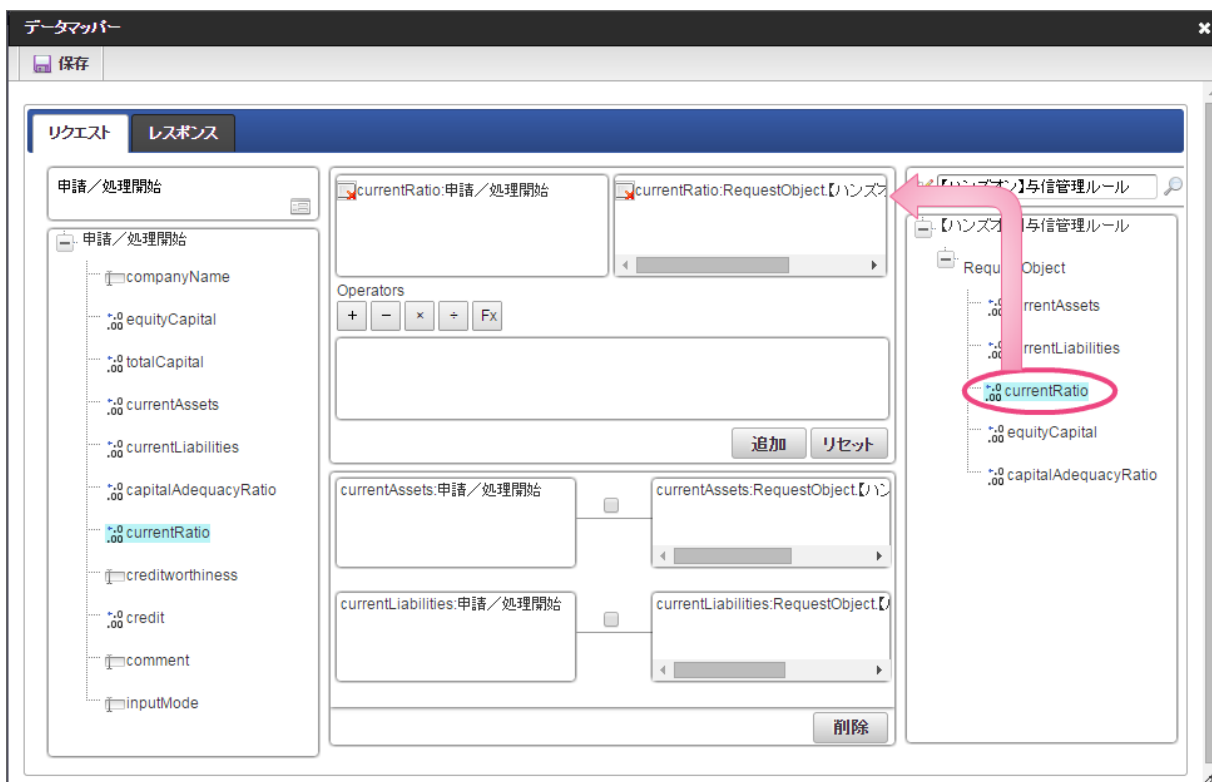 データマッパー
保存
リクエスト
レスポンス
申請／処理開始
申請／処理開始
companyName
equityCapital
totalCapital
currentAssets
currentLiabilities
capitalAdequacyRatio
currentRatio
creditworthiness
credit
comment
inputMode
currentRatio:申請／処理開始
currentRatio:RequestObject.【ハンズオ
Operators
+ − × ÷ Fx
追加
リセット
currentAssets:申請／処理開始
currentAssets:RequestObject.【ハン
currentLiabilities:申請／処理開始
currentLiabilities:RequestObject.【
削除
【ハンズオン】与信管理ルール
【ハンズオ 与信管理ルール
Requ Object
rrentAssets
rrentLiabilities
currentRatio
equityCapital
capitalAdequacyRatio